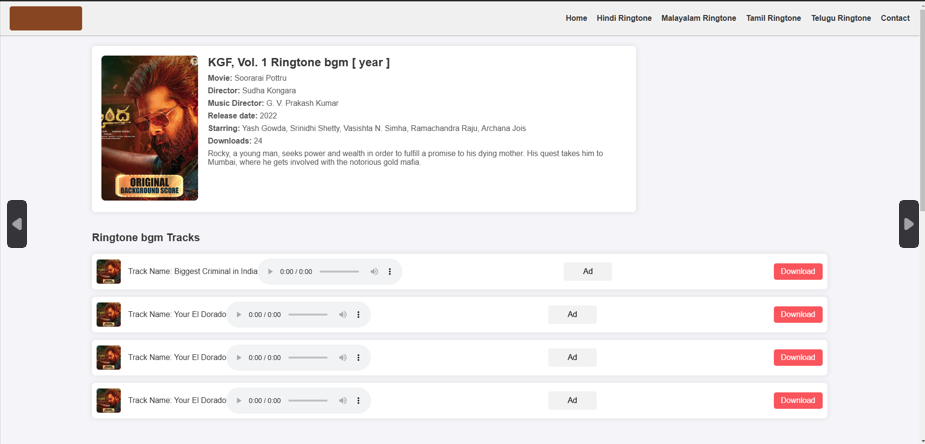 Home Hindi Ringtone Malayalam Ringtone Tamil Ringtone Telugu Ringtone Contact
KGF, Vol. 1 Ringtone bgm [ year ]
Movie: Soorarai Pottru
Director: Sudha Kongara
Music Director: G. V. Prakash Kumar
Release date: 2022
Starring: Yash Gowda, Srinidhi Shetty, Vasishta N. Simha, Ramachandra Raju, Archana Jois
Downloads: 24
Rocky, a young man, seeks power and wealth in order to fulfill a promise to his dying mother. His quest takes him to
Mumbai, where he gets involved with the notorious gold mafia.
ORIGINAL
BACKGROUND SCORE
Ringtone bgm Tracks
Track Name: Biggest Criminal in India 0:00 / 0:00 Ad Download
Track Name: Your El Dorado 0:00 / 0:00 Ad Download
Track Name: Your El Dorado 0:00 / 0:00 Ad Download
Track Name: Your El Dorado 0:00 / 0:00 Ad Download